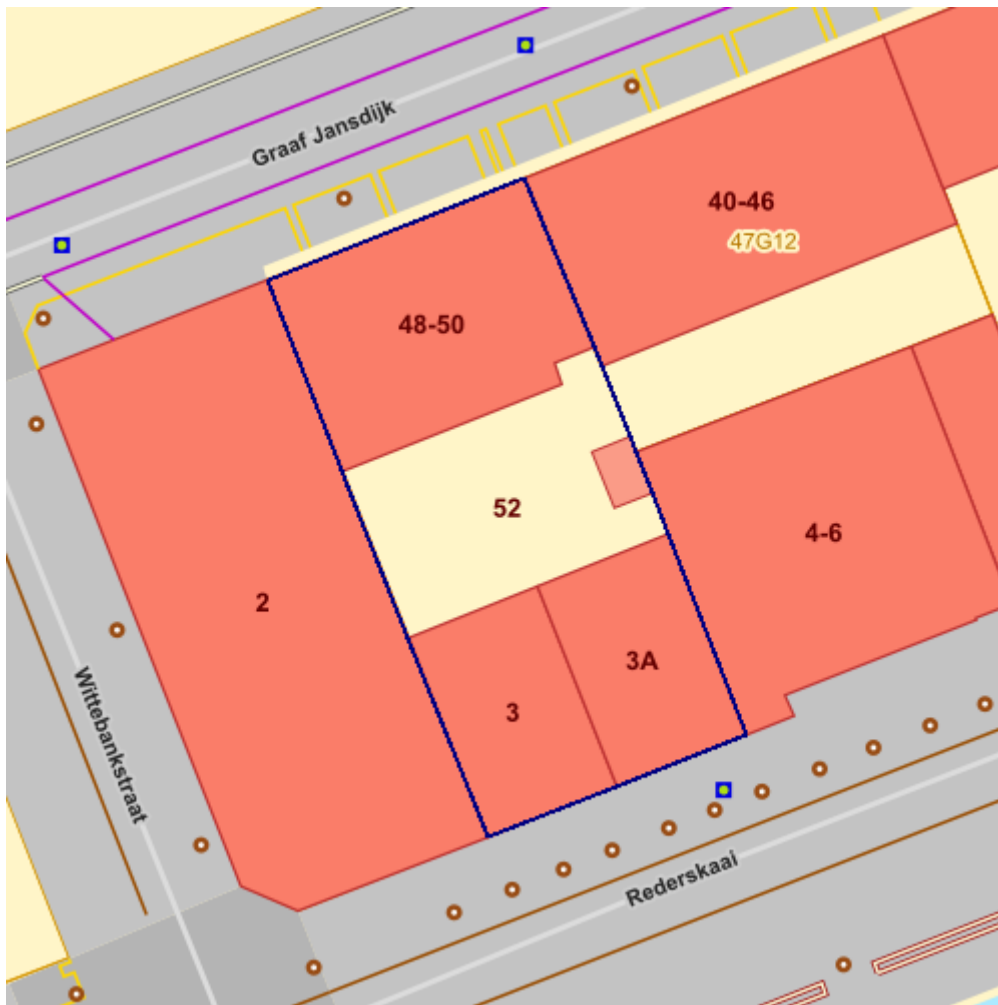 Graaf Jansdijk
40-46
47G12
48-50
52
4-6
2
3A
3
Wittebankstraat
Rederskaai